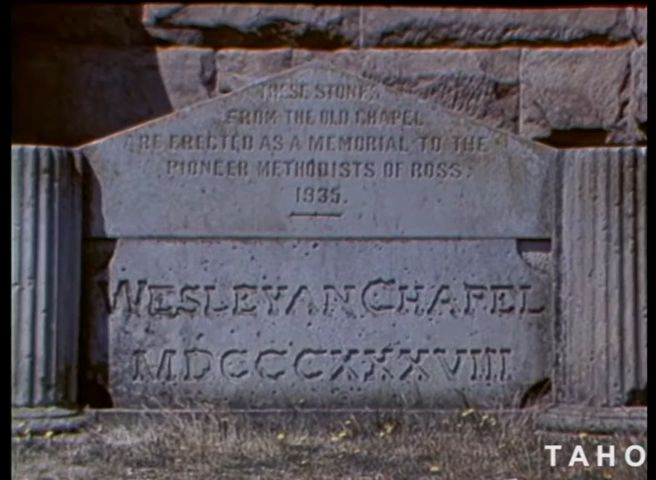 THESE STONES
FROM THE OLD CHAPEL
ARE ERECTED AS A MEMORIAL TO THE
PIONEER METHODISTS OF ROSS.
1935.
WESLEYAN CHAPEL
MDCCCXXXVIII
TAHO